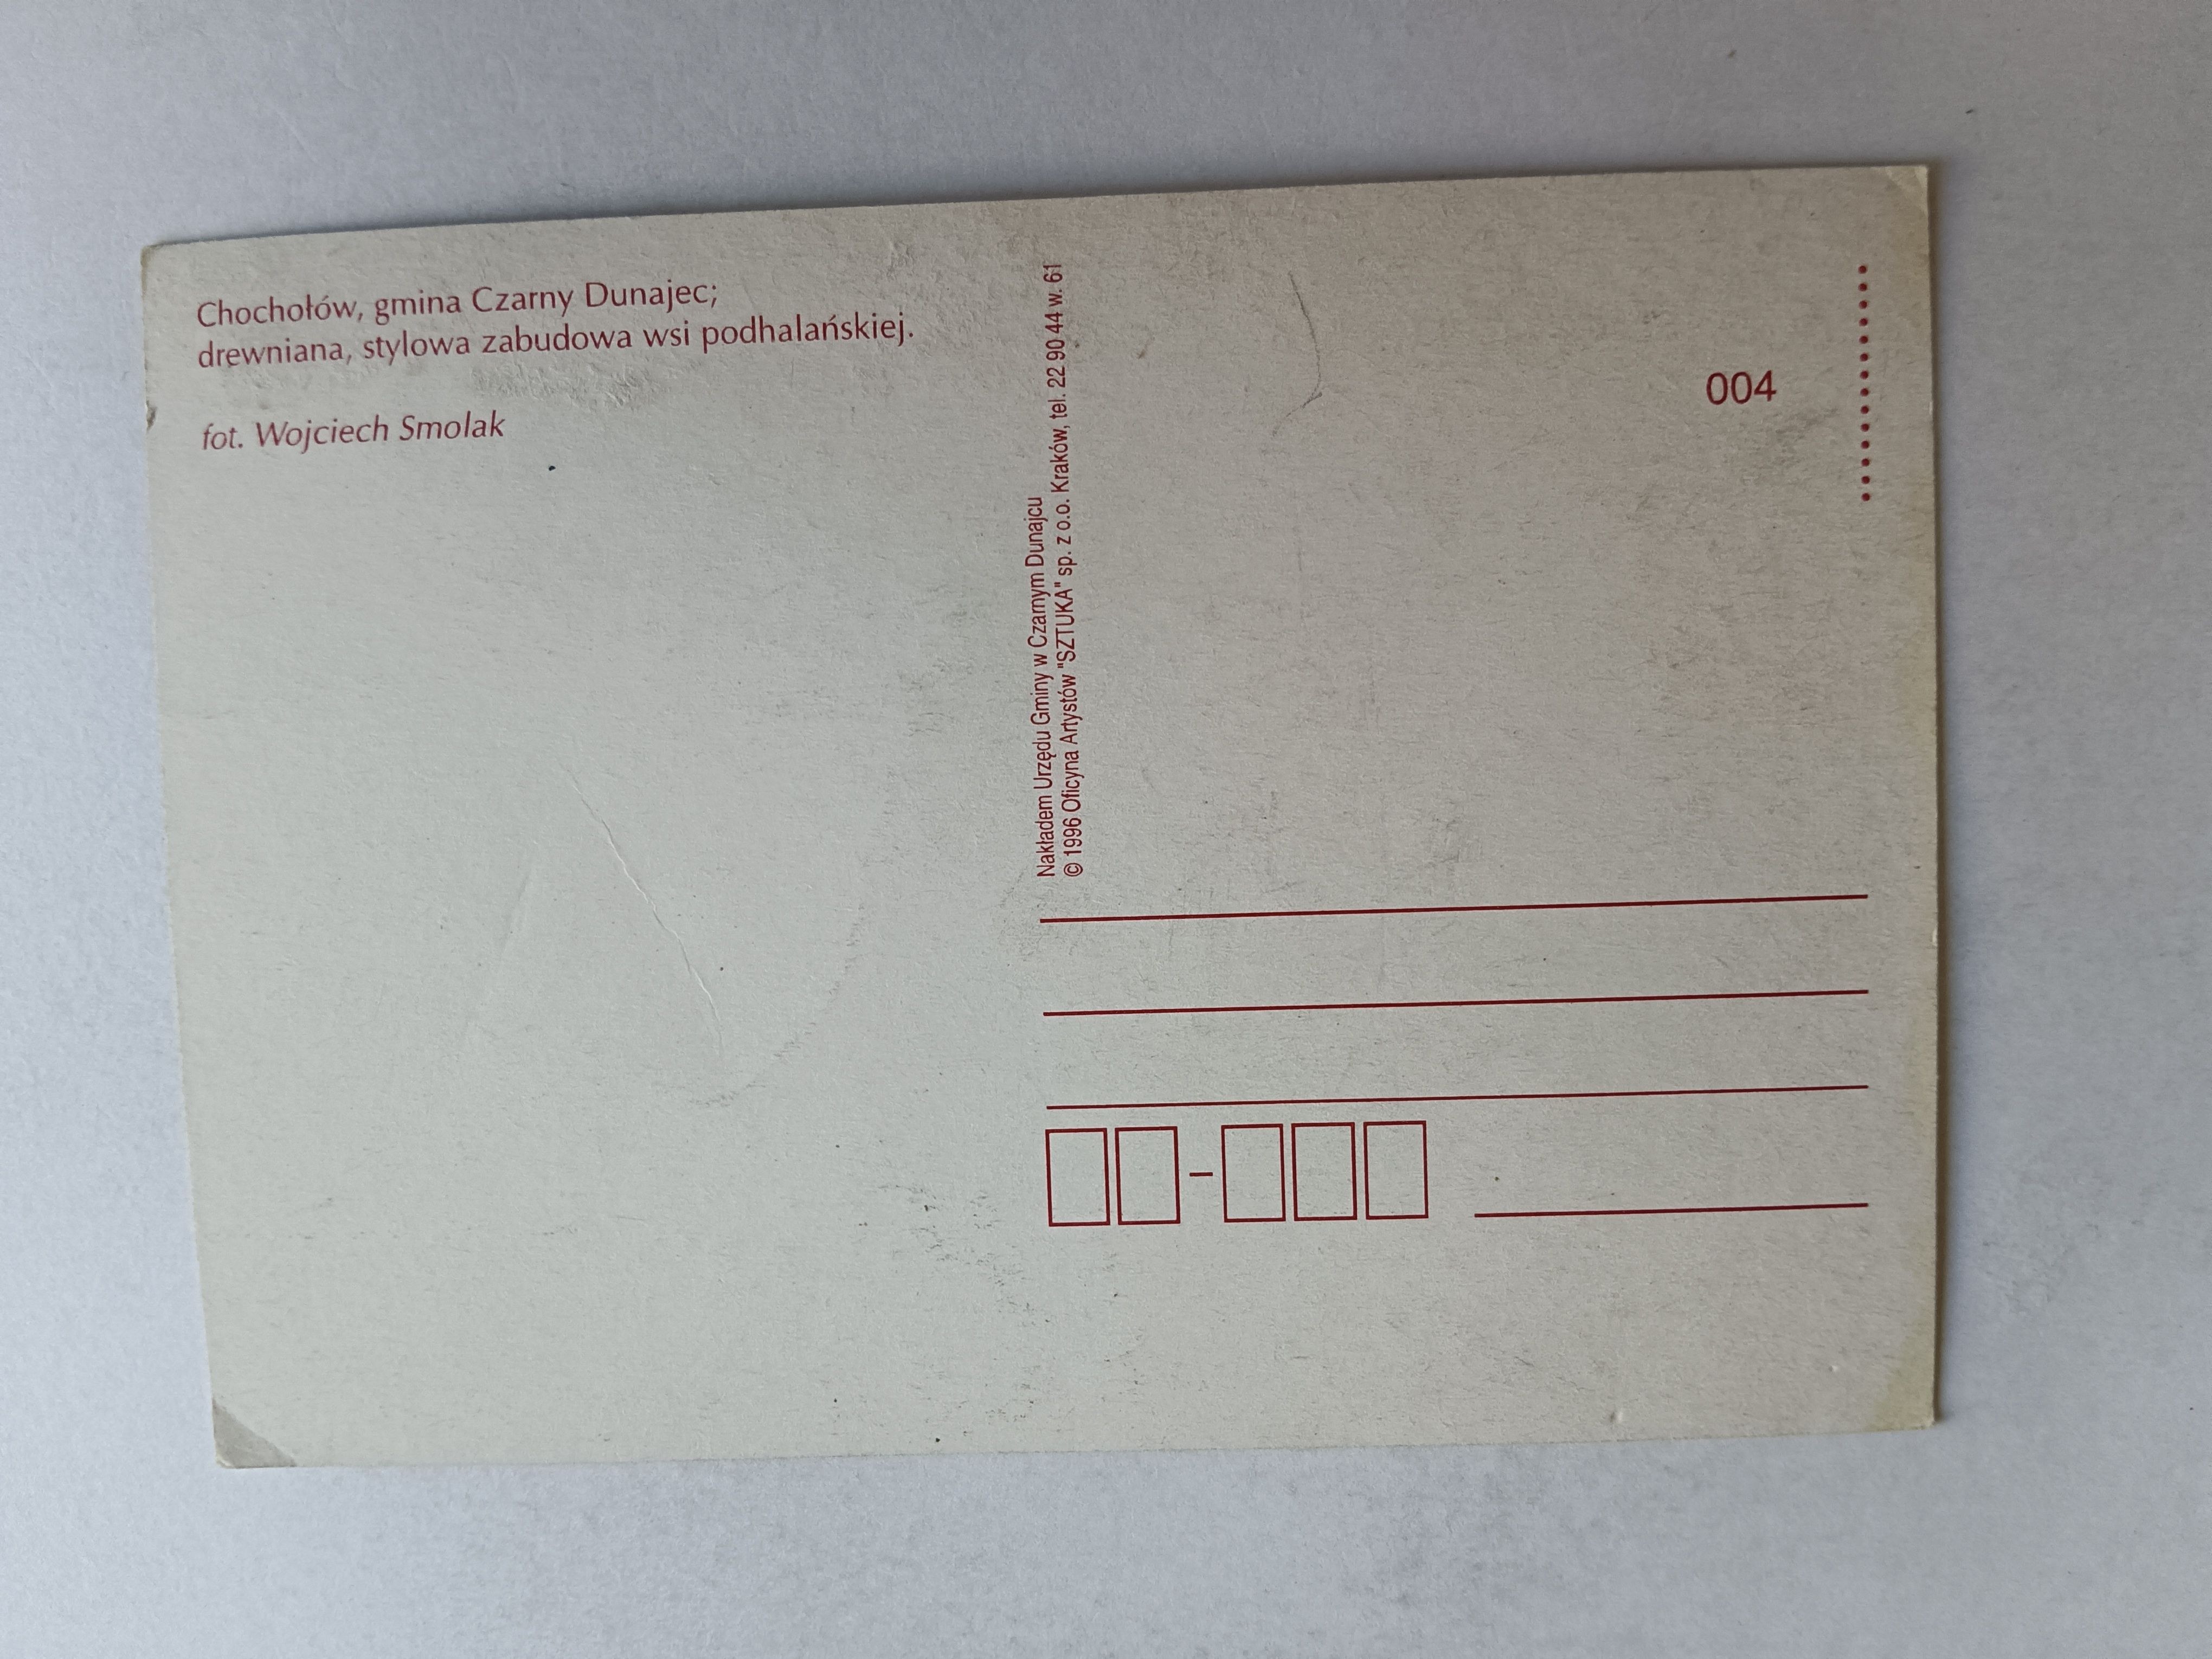 Chochołów, gmina Czarny Dunajec;
drewniana, stylowa zabudowa wsi podhalańskiej.
fot. Wojciech Smolak
Nakładem Urzędu Gminy w Czarnym Dunajcu
© 1996 Oficyna Artystów "SZTUKA" sp. z o.o. Kraków, tel. 22 90 44 w. 61
004